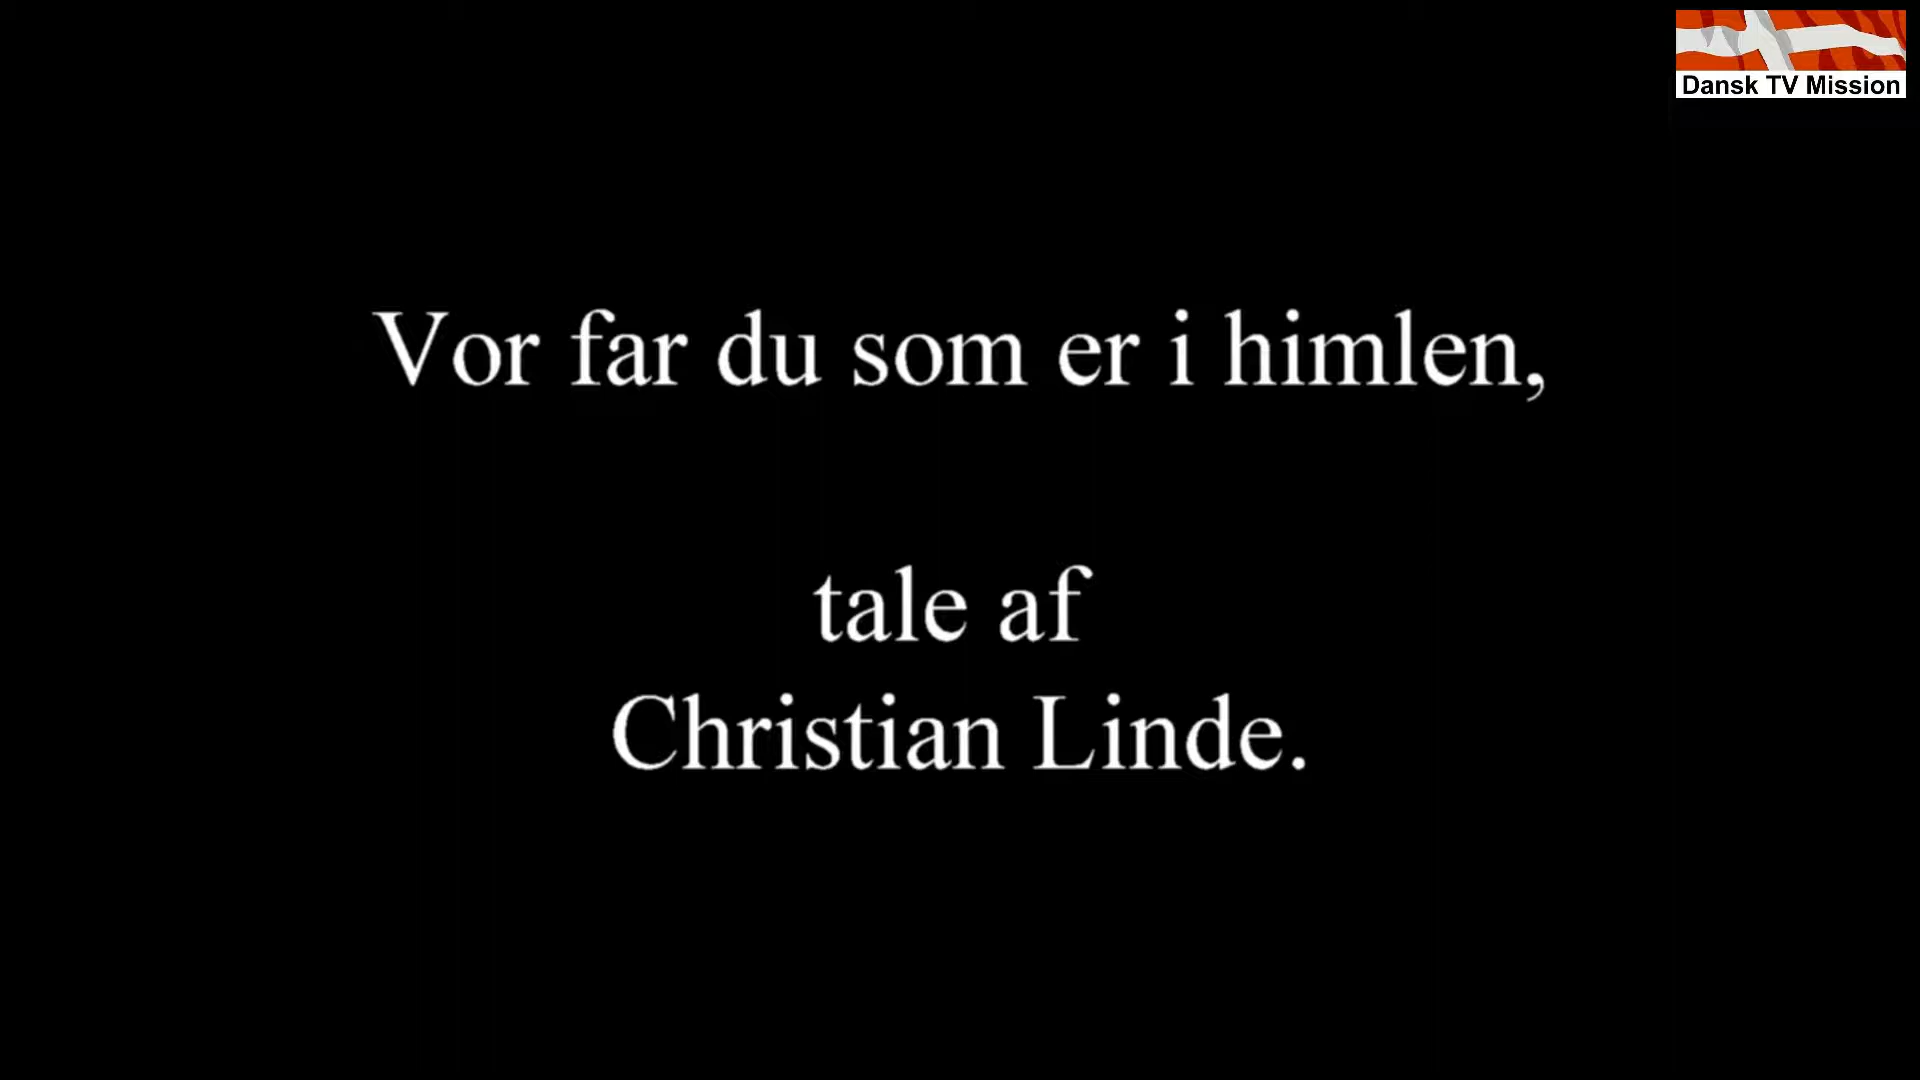 Dansk TV Mission
Vor far du som er i himlen,
tale af
Christian Linde.